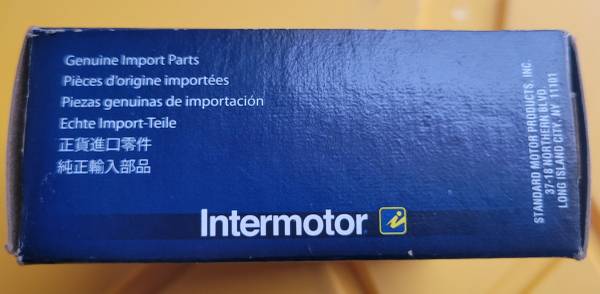 Genuine Import Parts
Pièces d'origine importées
Piezas genuinas de importación
Echte Import-Teile
正貨進口零件
純正輸入部品
Intermotor
STANDARD MOTOR PRODUCTS, INC.
37-18 NORTHERN BLVD.
LONG ISLAND CITY, NY 11101